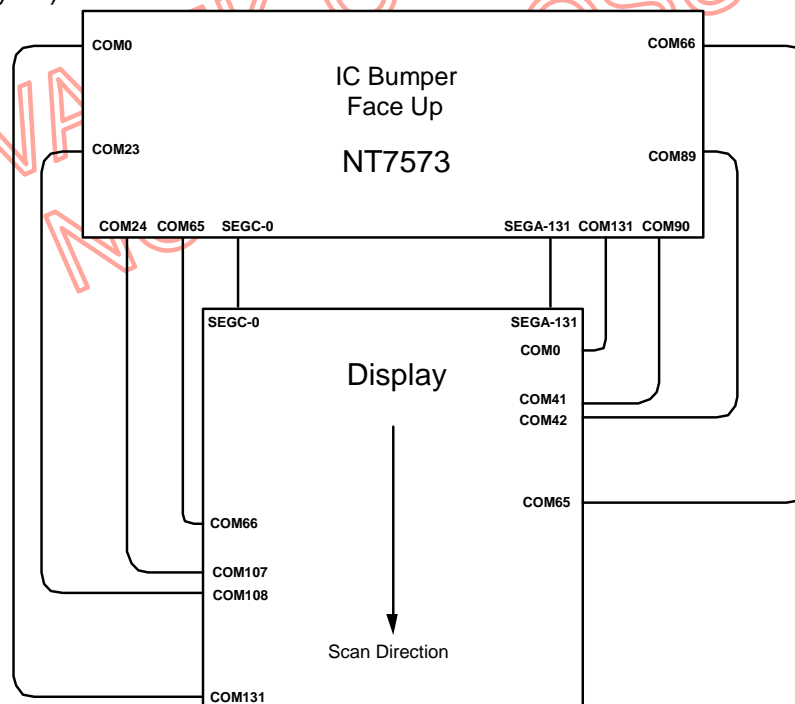 COM0
COM66
IC Bumper
Face Up
NT7573
COM23
COM89
COM24 COM65 SEGC-0 SEGA-131 COM131 COM90
SEGC-0 SEGA-131
COM0
Display
COM41
COM42
COM65
COM66
COM107
COM108
Scan Direction
COM131